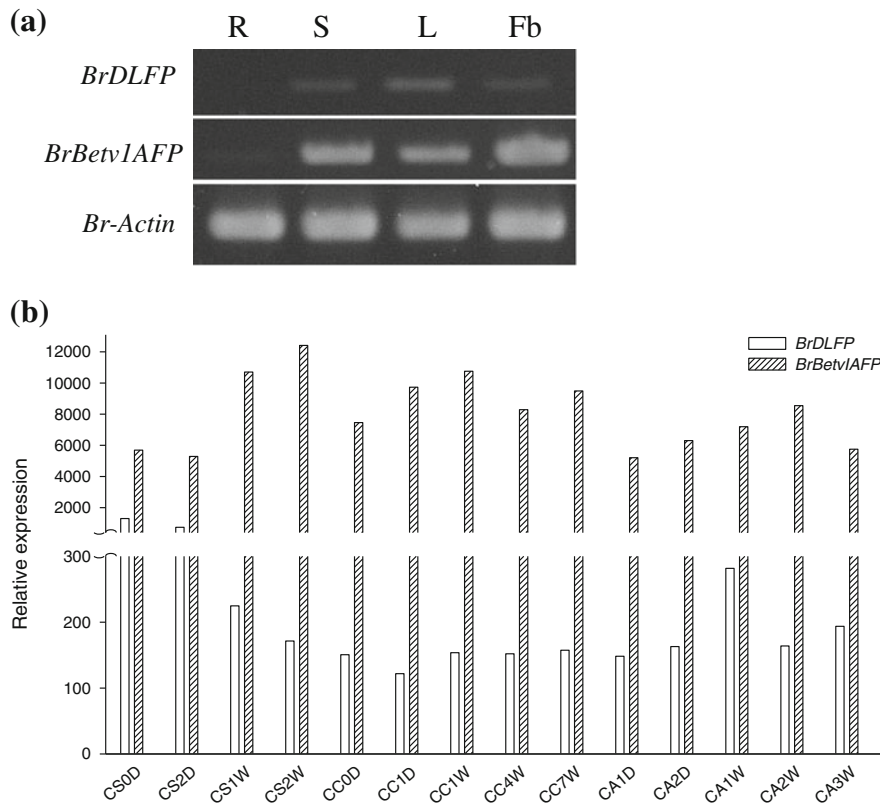 (a)
R S L Fb
BrDLFP
BrBetv1AFP
Br-Actin
(b)
BrDLFP
BrBetvIAFP
Relative expression
12000
10000
8000
6000
4000
2000
300
200
100
0
CS0D CS2D CS1W CS2W CC0D CC1D CC1W CC4W CC7W CA1D CA2D CA1W CA2W CA3W